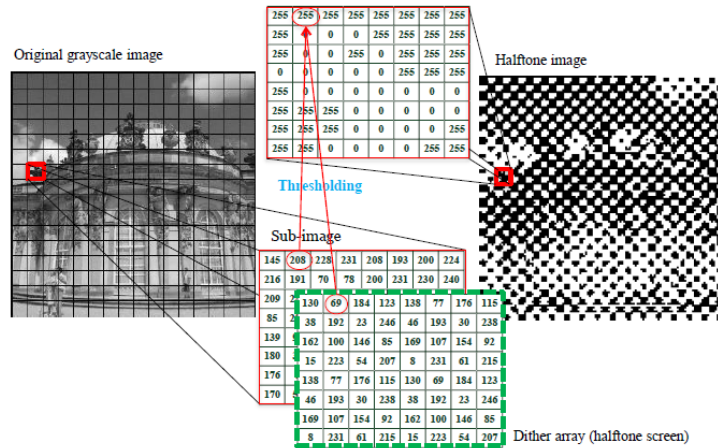 255 255 255 255 255 255 255 255
255 0 0 0 255 255 255 255
255 0 0 255 0 255 255 255
0 0 0 0 0 255 255 255
255 0 0 0 0 0 0 0
255 255 255 0 0 0 0 0
255 255 255 0 0 0 0 255
255 255 0 0 0 0 255 255
Original grayscale image
Halftone image
Thresholding
Sub-image
145 208 228 231 208 193 200 224
216 191 70 78 200 231 230 240
209
85
139
180
176
170
130 69 184 123 138 77 176 115
38 192 23 246 46 193 30 238
162 100 146 85 169 107 154 92
15 223 54 207 8 231 61 215
138 77 176 115 130 69 184 123
46 193 30 238 38 192 23 246
169 107 154 92 162 100 146 85
8 231 61 215 15 223 54 207
Dither array (halftone screen)